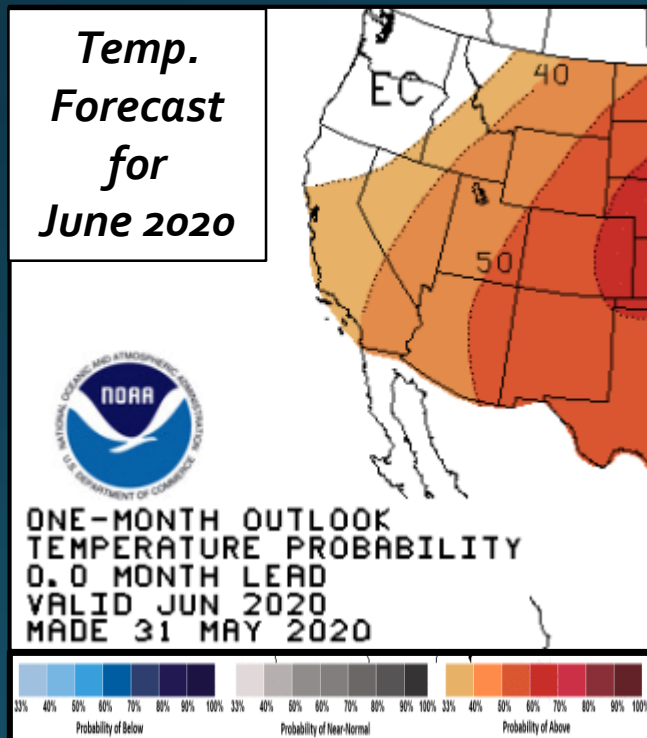 Temp.
Forecast
for
June 2020
EC
40
50
NATIONAL OCEANIC AND ATMOSPHERIC ADMINISTRATION
NOAA
U.S. DEPARTMENT OF COMMERCE
ONE-MONTH OUTLOOK
TEMPERATURE PROBABILITY
0.0 MONTH LEAD
VALID JUN 2020
MADE 31 MAY 2020
33% 40% 50% 60% 70% 80% 90% 100%
Probability of Below
33% 40% 50% 60% 70% 80% 90% 100%
Probability of Near-Normal
33% 40% 50% 60% 70% 80% 90% 100%
Probability of Above